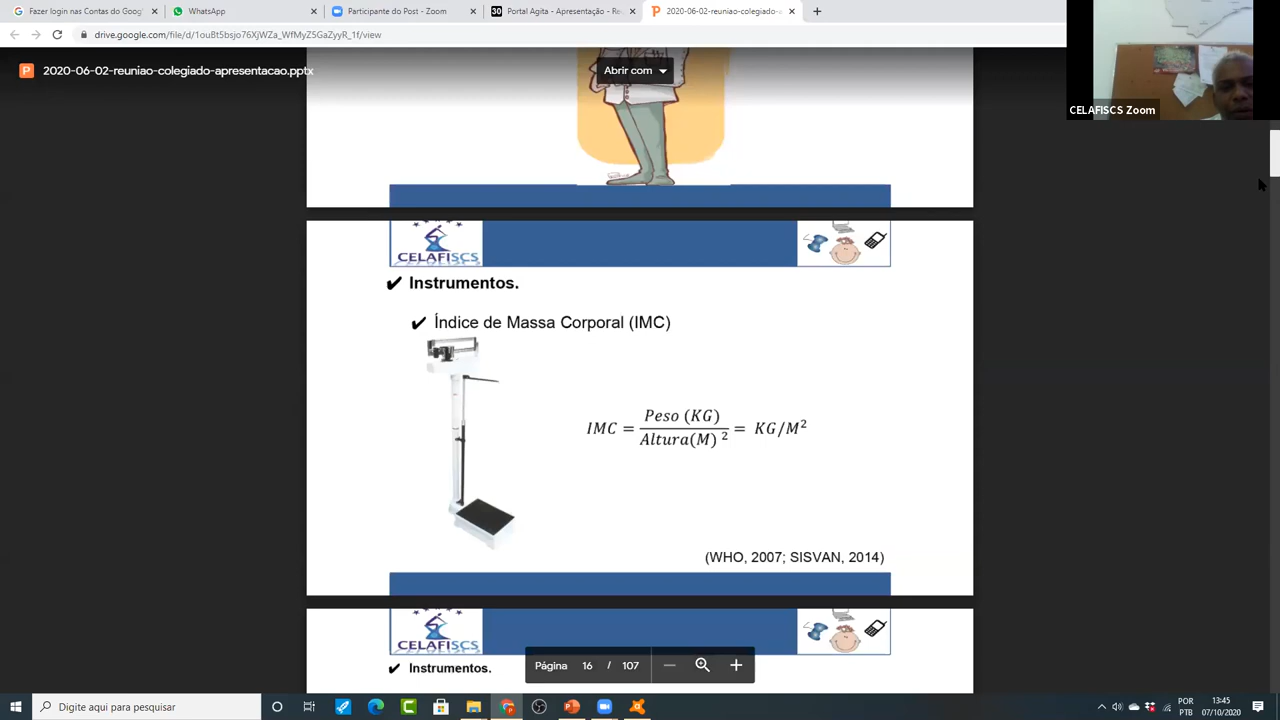 Fazer login nas Contas do Googl
WhatsApp
Participante do Post - Zoom
30 Portal Agita - Apresentação - Re
2020-06-02-reuniao-colegiado-a
drive.google.com/file/d/1ouBt5bsjo76XjWZa_WfMyZ5GaZyyR_1f/view
2020-06-02-reuniao-colegiado-apresentacao.pptx
Abrir com
CELAFISCS Zoom
CELAFISCS
✔ Instrumentos.
✔ Índice de Massa Corporal (IMC)
IMC = Peso (KG) / Altura(M) ² = KG/M²
(WHO, 2007; SISVAN, 2014)
CELAFISCS
✔ Instrumentos.
Página 16 / 107
Digite aqui para pesquisar
POR 13:45
PTB 07/10/2020